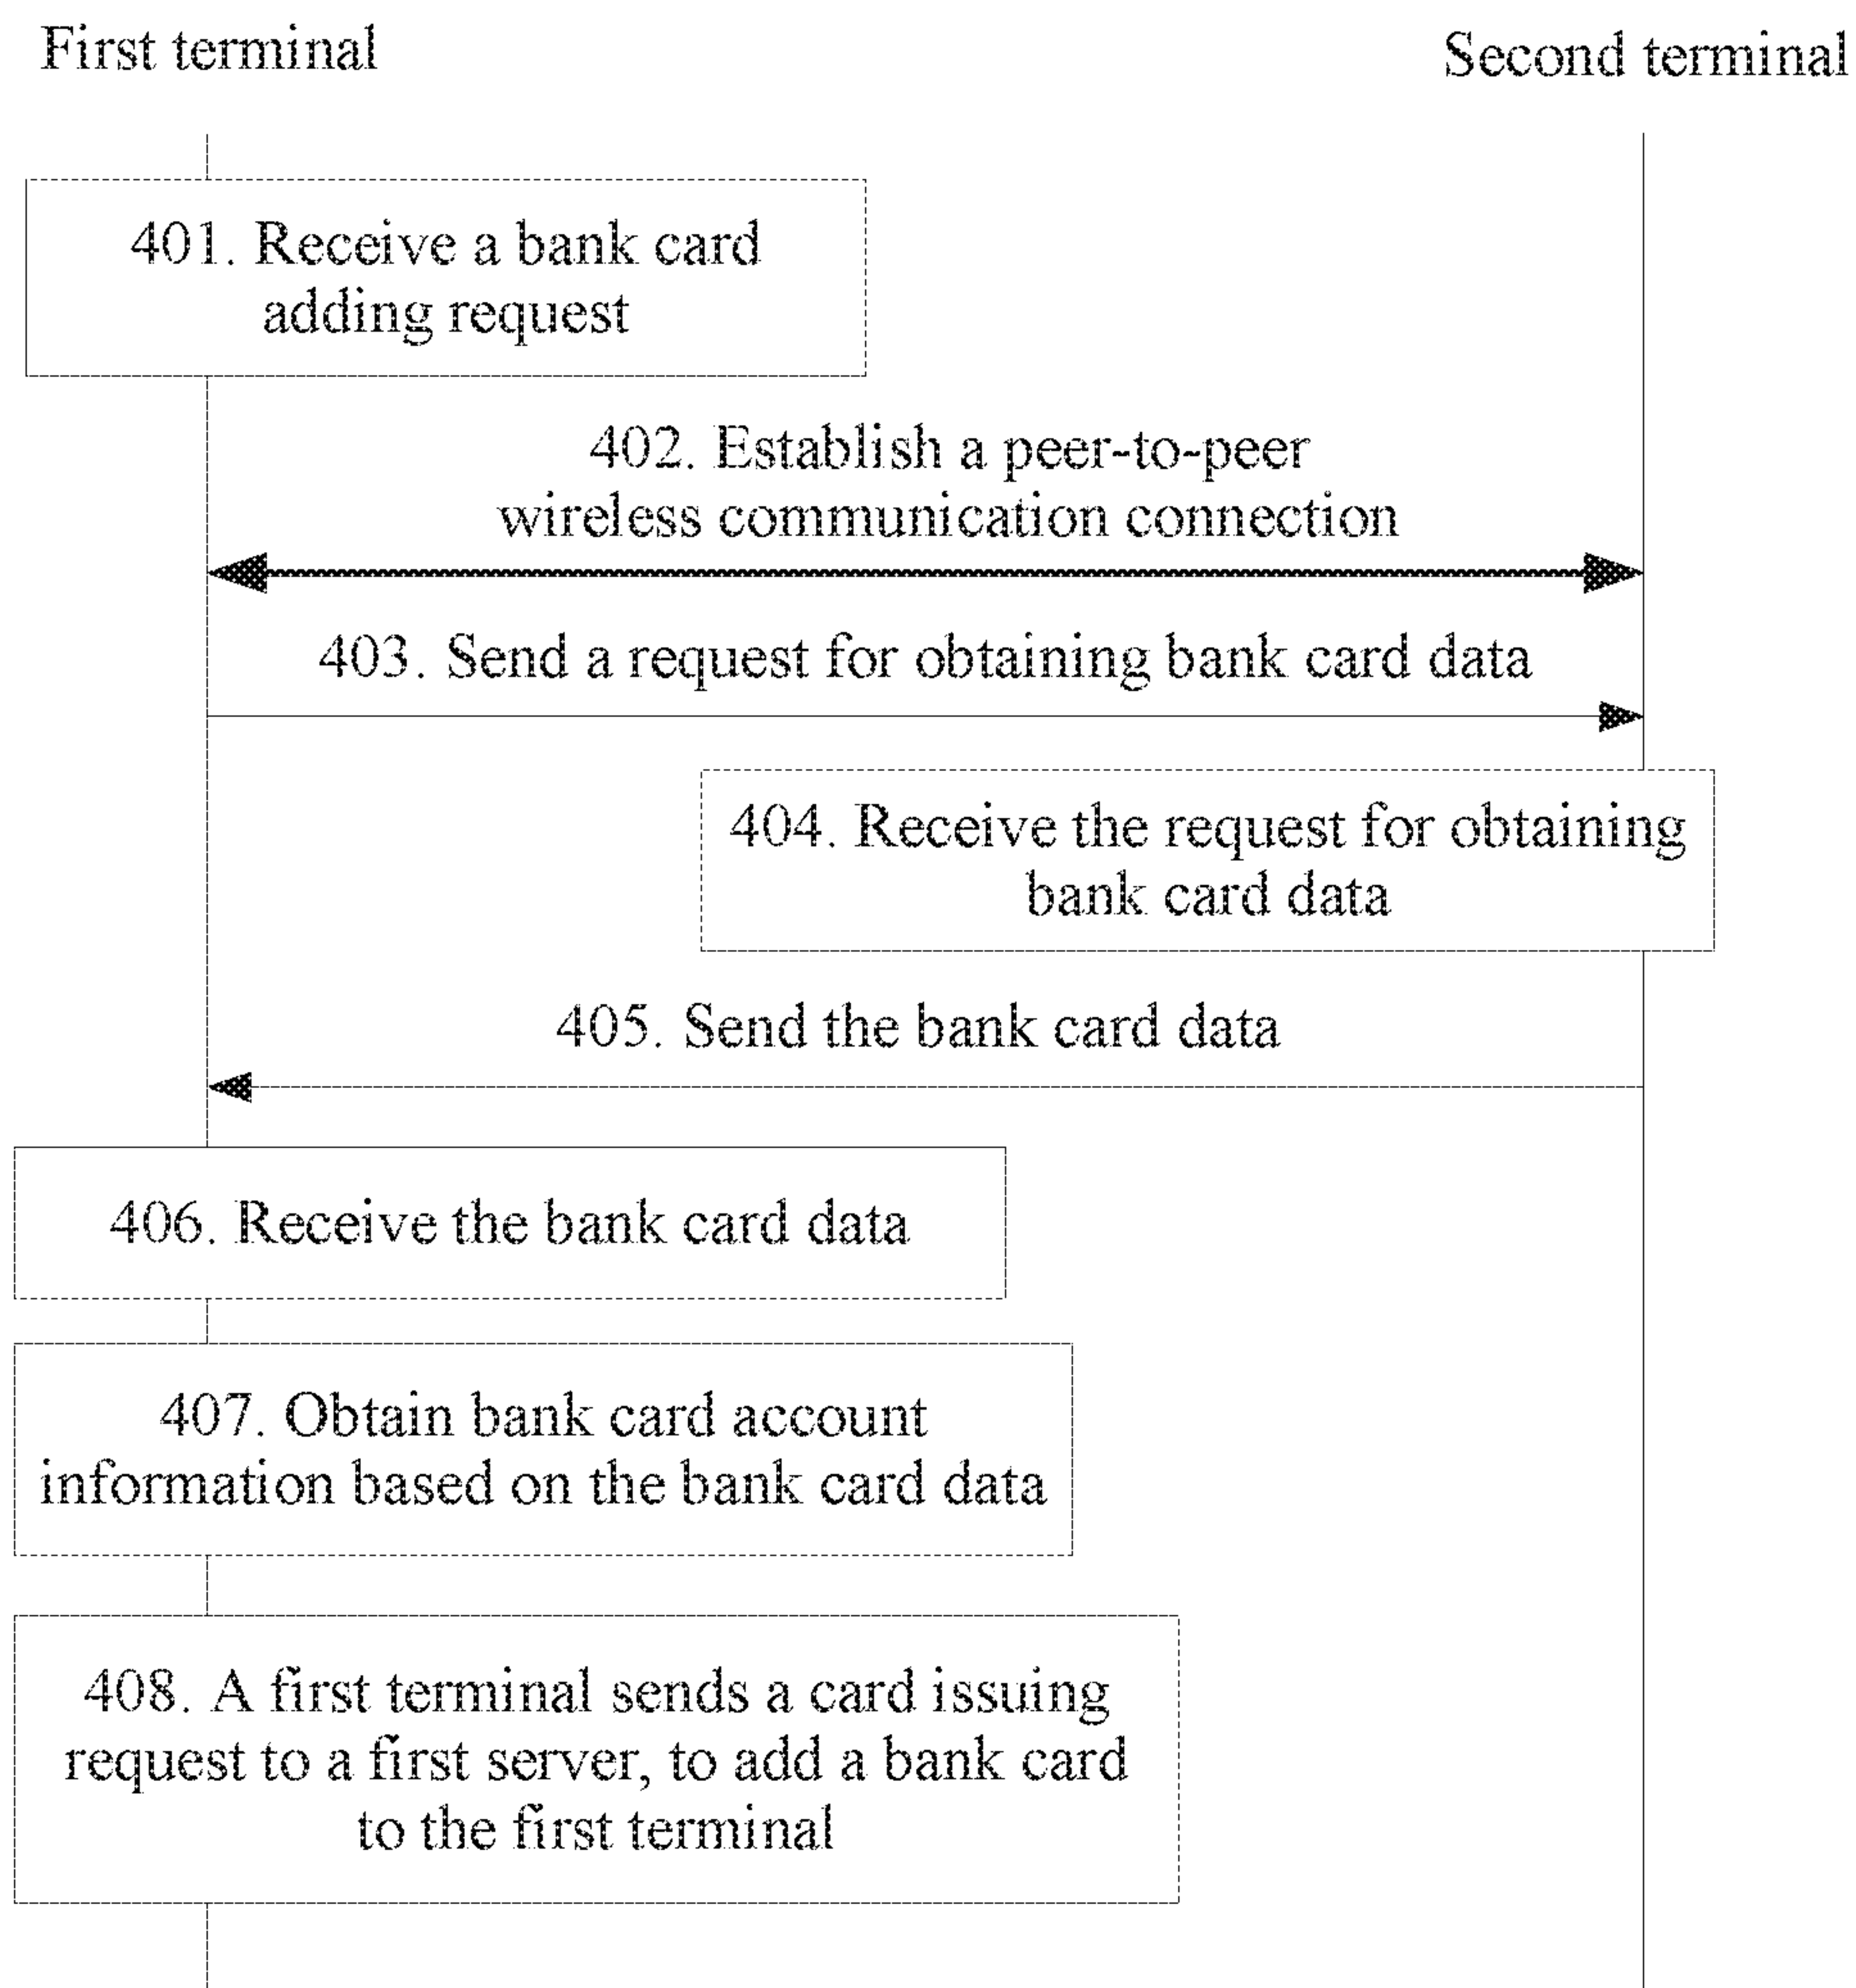 First terminal
Second terminal
401. Receive a bank card
adding request
402. Establish a peer-to-peer
wireless communication connection
403. Send a request for obtaining bank card data
404. Receive the request for obtaining
bank card data
405. Send the bank card data
406. Receive the bank card data
407. Obtain bank card account
information based on the bank card data
408. A first terminal sends a card issuing
request to a first server, to add a bank card
to the first terminal